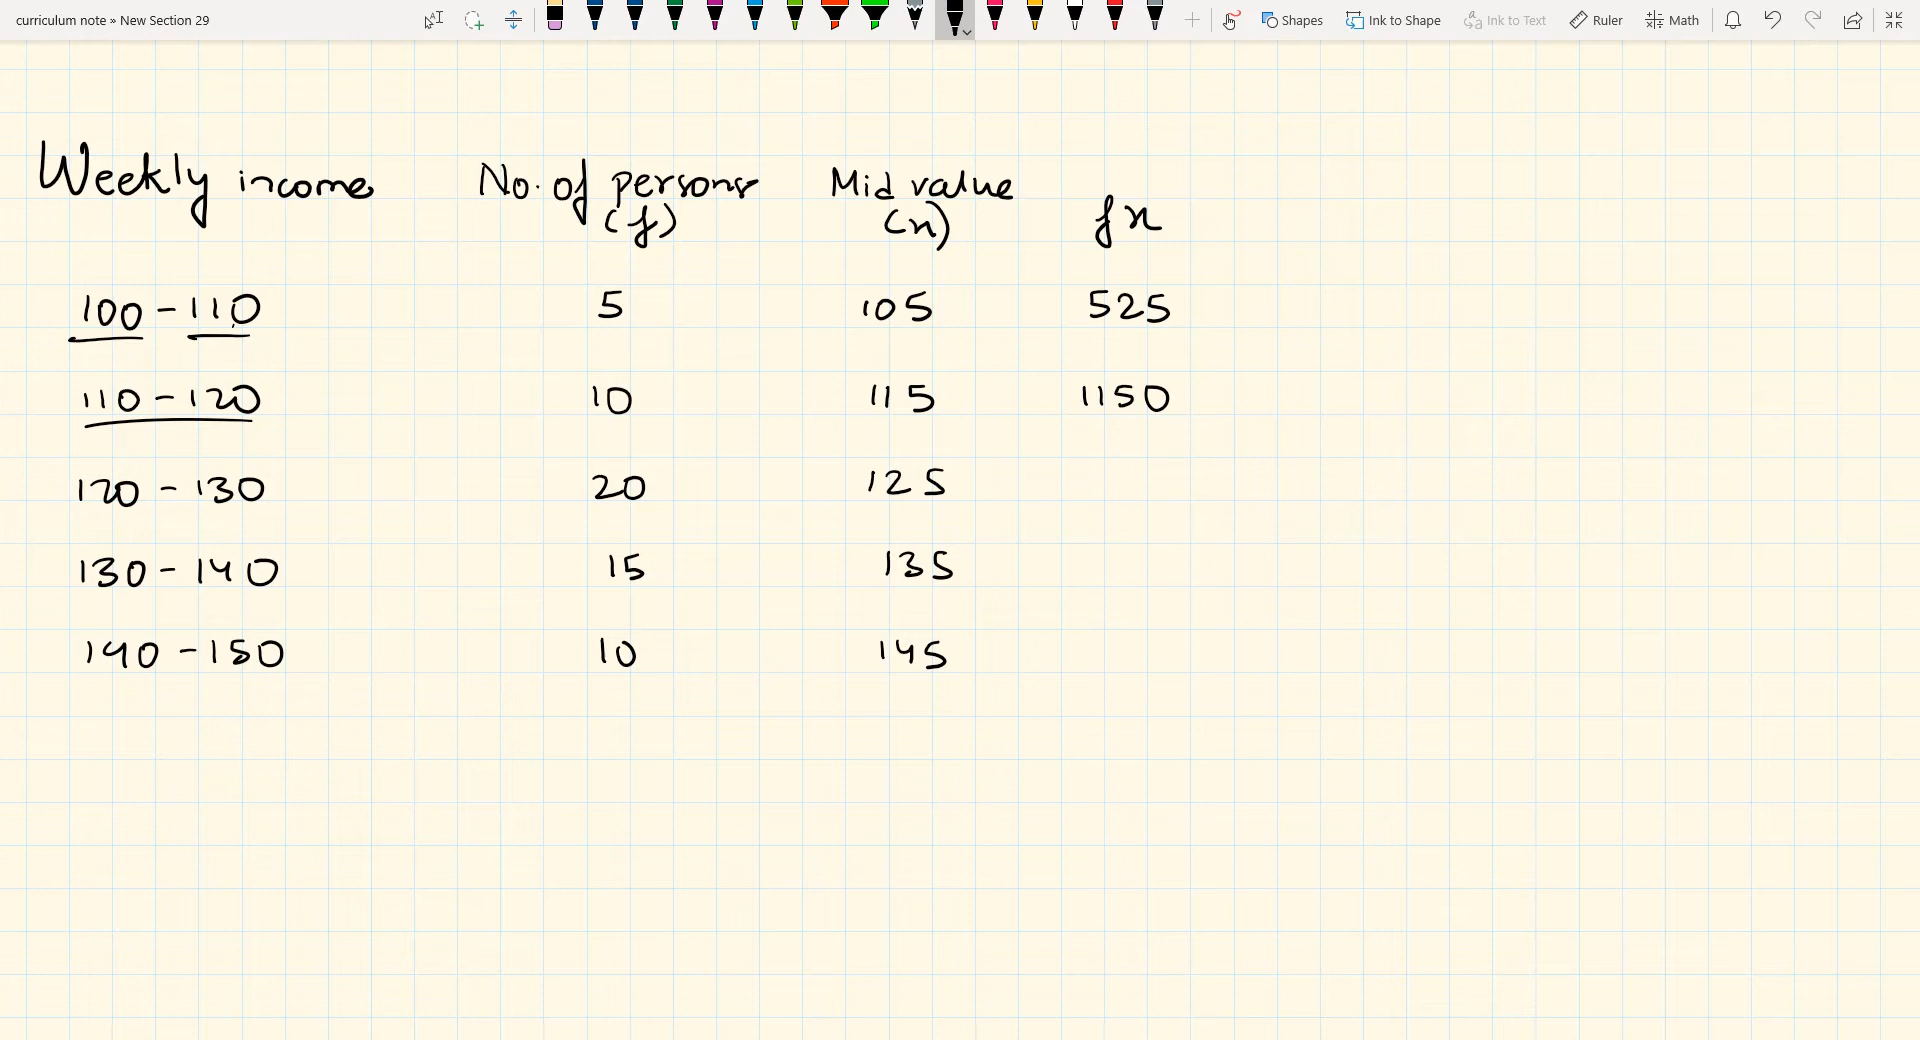 curriculum note » New Section 29 Shapes Ink to Shape Ink to Text Ruler Math
Weekly income No. of persons Mid value
(f) (x) fx
100 - 110 5 105 525
110 - 120 10 115 1150
120 - 130 20 125
130 - 140 15 135
140 - 150 10 145